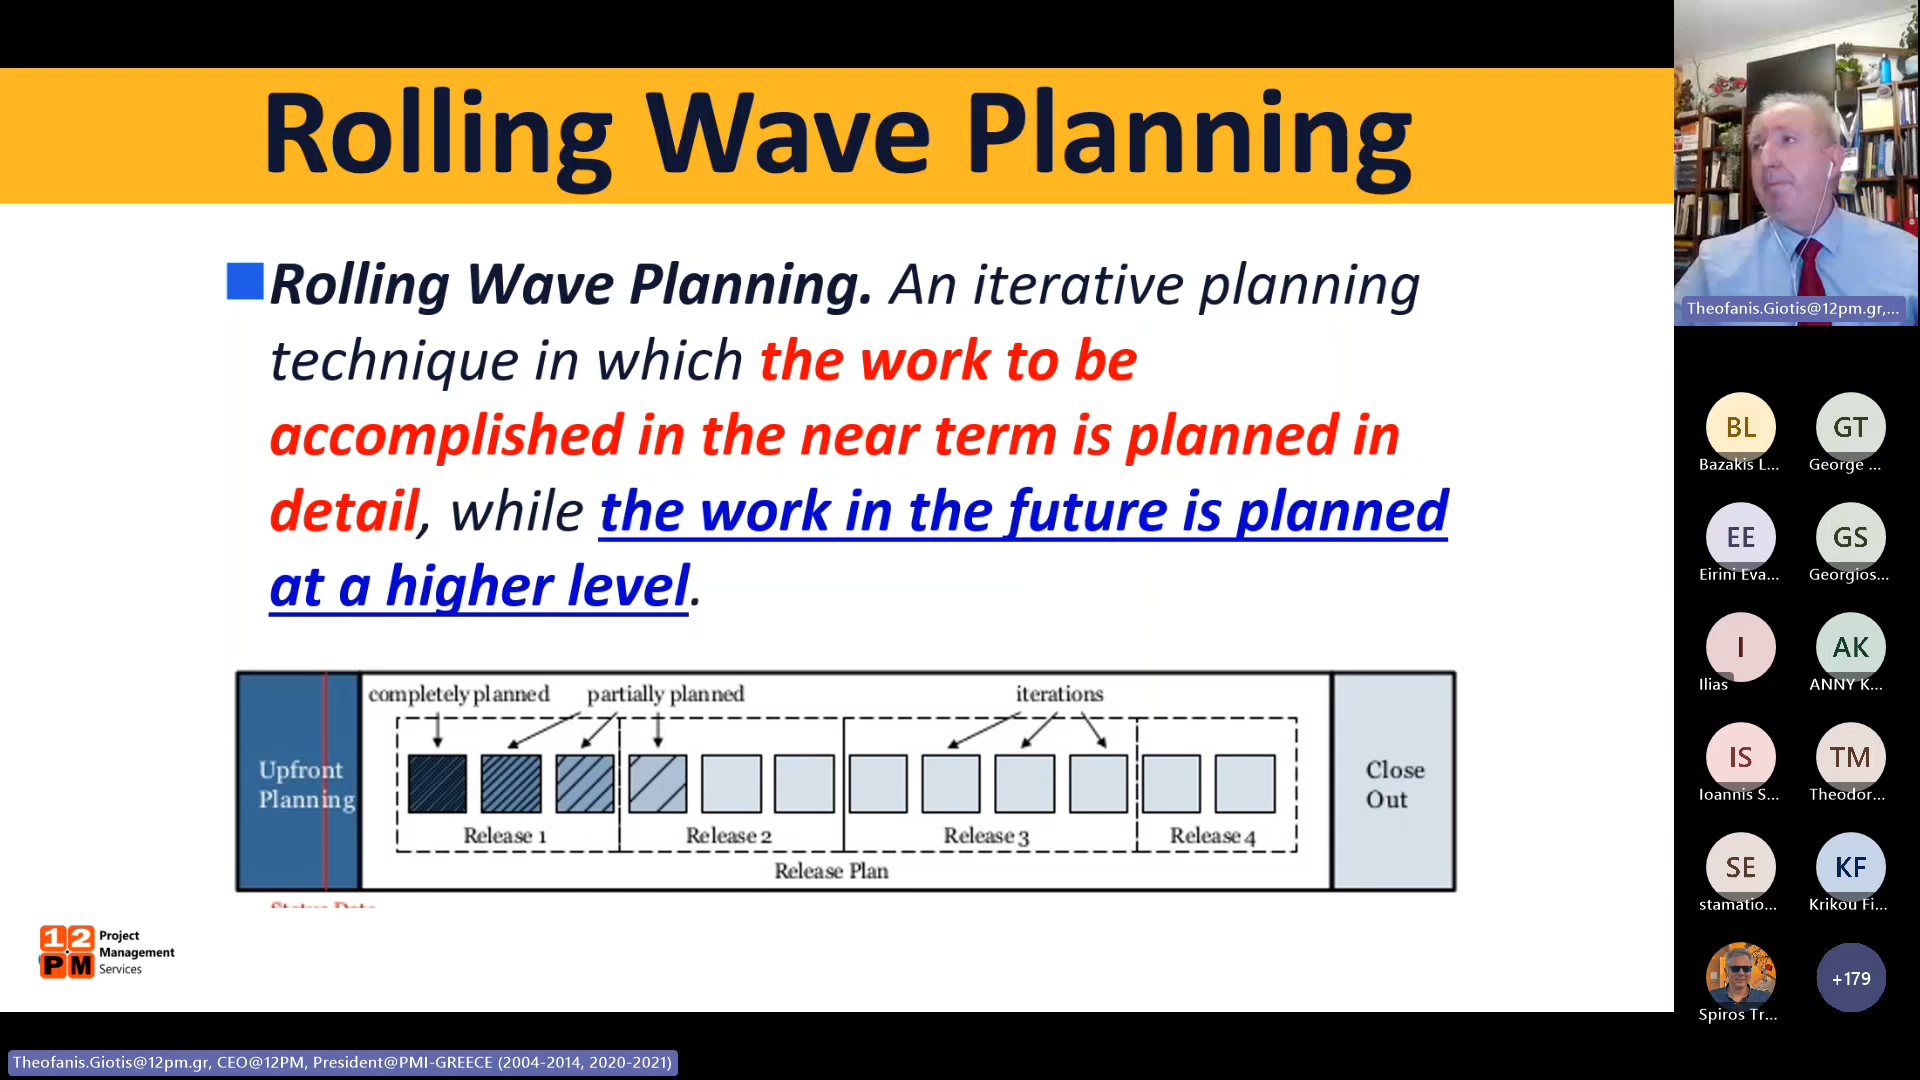 Rolling Wave Planning
Rolling Wave Planning. An iterative planning
technique in which the work to be
accomplished in the near term is planned in
detail, while the work in the future is planned
at a higher level.
completely planned partially planned iterations
Upfront
Planning
Release 1 Release 2 Release 3 Release 4
Release Plan
Close
Out
Status Date
12
PM
Project
Management
Services
Theofanis.Giotis@12pm.gr, CEO@12PM, President@PMI-GREECE (2004-2014, 2020-2021)
Theofanis.Giotis@12pm.gr,...
BL GT
Bazakis L... George ...
EE GS
Eirini Eva... Georgios...
I AK
Ilias ANNY K...
IS TM
Ioannis S... Theodor...
SE KF
stamatio... Krikou Fi...
+179
Spiros Tr...